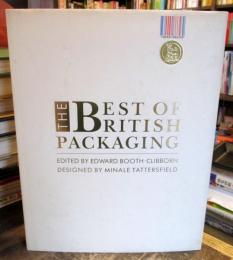 THE BEST OF
BRITISH
PACKAGING
EDITED BY EDWARD BOOTH-CLIBBORN
DESIGNED BY MINALE TATTERSFIELD